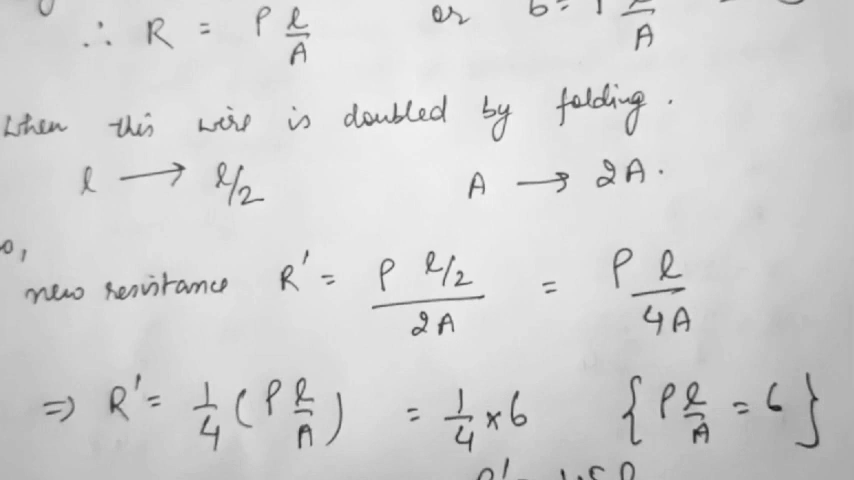 ∴ R = ρ l/A or 6 = ρ l/A
When this wire is doubled by folding.
l → l/2 A → 2A.
new resistance R' = ρ l/2 / 2A = ρ l / 4A
⇒ R' = 1/4 (ρ l/A) = 1/4 × 6 { ρ l/A = 6 }